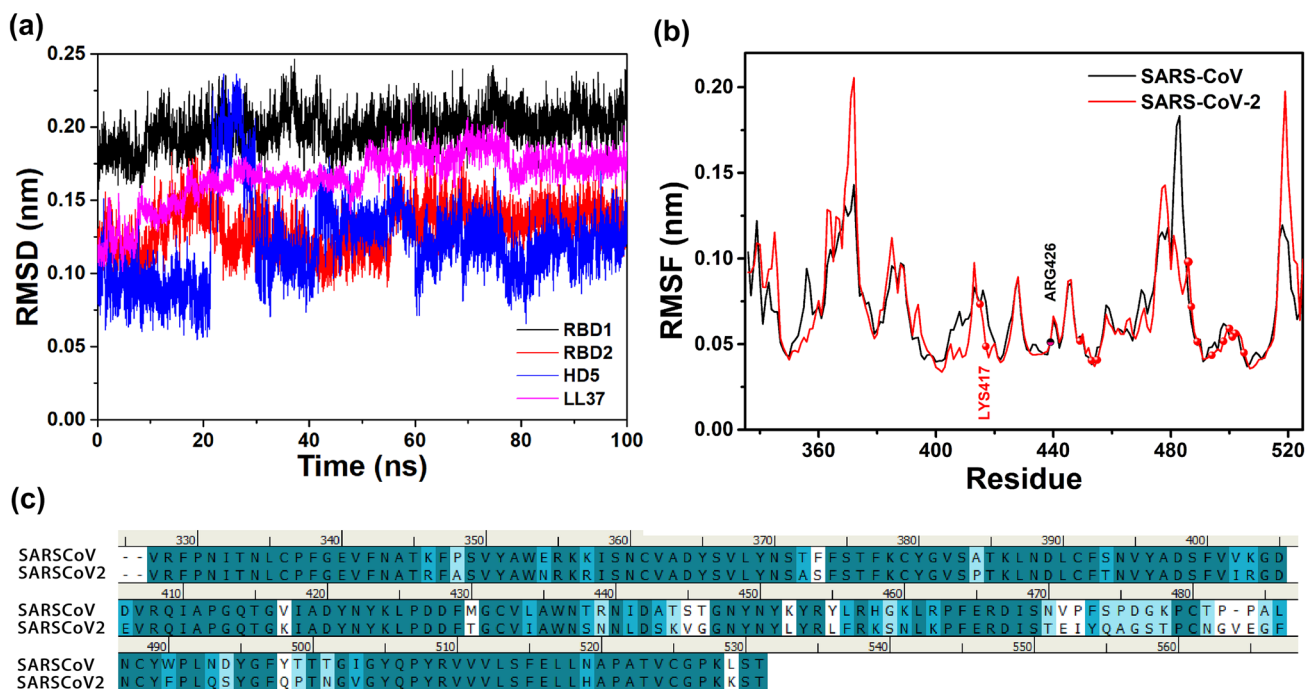 (a)
0.25
0.20
0.15
0.10
0.05
0.00
RMSD (nm)
RBD1
RBD2
HD5
LL37
0 20 40 60 80 100
Time (ns)
(b)
0.20
0.15
0.10
0.05
0.00
RMSF (nm)
SARS-CoV
SARS-CoV-2
ARG426
LYS417
360 400 440 480 520
Residue
(c)
330 340 350 360 370 380 390 400
SARSCoV --VRFPNITNLCPFGEVFNATKFPSVYAWERKKISNCVADYSVLYNSTFFSTFKCYGVSATKLNDLCFSNVYADSFVVKGD
SARSCoV2 --VRFPNITNLCPFGEVFNATRFASVYAWNRKRISNCVADYSVLYNSASFSTFKCYGVSPTKLNDLCFTNVYADSFVIRGD
410 420 430 440 450 460 470 480
SARSCoV DVRQIAPGQTGVIADYNYKLPDDFMGCVLAWNTRNIDATSTGNYNYKYRYLRHGKLRPFERDISNVPFSPDGKPCTP-PAL
SARSCoV2 EVRQIAPGQTGKIADYNYKLPDDFTGCVIAWNSNNLDSKVGGNYNYLYRLFRKSNLKPFERDISTEIYQAGSTPCNGVEGF
490 500 510 520 530 540 550 560
SARSCoV NCYWPLNDYGFYTTTGIGYQPYRVVVLSFELLNAPATVCGPKLST
SARSCoV2 NCYFPLQSYGFQPTNGVGYQPYRVVVLSFELLHAPATVCGPKKST